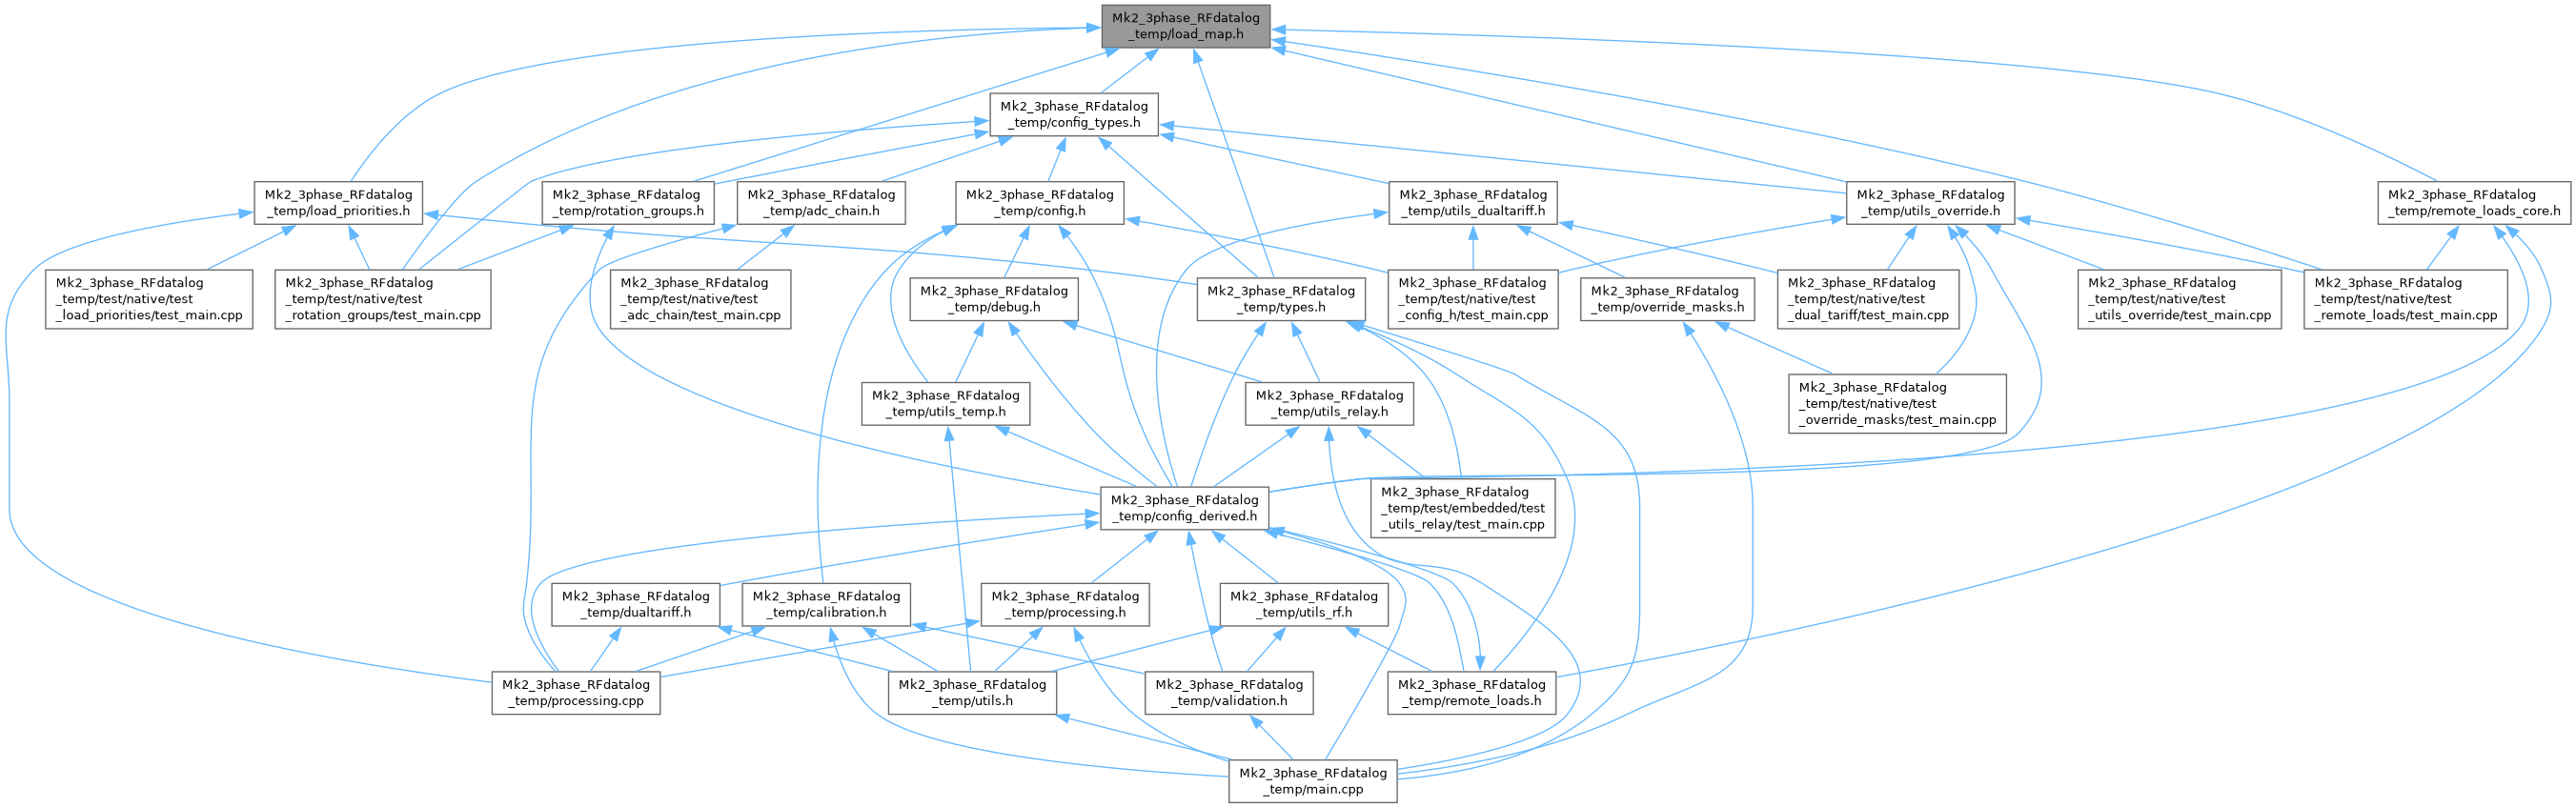 Mk2_3phase_RFdatalog
_temp/load_map.h
Mk2_3phase_RFdatalog
_temp/config_types.h
Mk2_3phase_RFdatalog
_temp/load_priorities.h
Mk2_3phase_RFdatalog
_temp/rotation_groups.h
Mk2_3phase_RFdatalog
_temp/adc_chain.h
Mk2_3phase_RFdatalog
_temp/config.h
Mk2_3phase_RFdatalog
_temp/utils_dualtariff.h
Mk2_3phase_RFdatalog
_temp/utils_override.h
Mk2_3phase_RFdatalog
_temp/remote_loads_core.h
Mk2_3phase_RFdatalog
_temp/test/native/test
_load_priorities/test_main.cpp
Mk2_3phase_RFdatalog
_temp/test/native/test
_rotation_groups/test_main.cpp
Mk2_3phase_RFdatalog
_temp/test/native/test
_adc_chain/test_main.cpp
Mk2_3phase_RFdatalog
_temp/debug.h
Mk2_3phase_RFdatalog
_temp/types.h
Mk2_3phase_RFdatalog
_temp/test/native/test
_config_h/test_main.cpp
Mk2_3phase_RFdatalog
_temp/override_masks.h
Mk2_3phase_RFdatalog
_temp/test/native/test
_dual_tariff/test_main.cpp
Mk2_3phase_RFdatalog
_temp/test/native/test
_utils_override/test_main.cpp
Mk2_3phase_RFdatalog
_temp/test/native/test
_remote_loads/test_main.cpp
Mk2_3phase_RFdatalog
_temp/utils_temp.h
Mk2_3phase_RFdatalog
_temp/utils_relay.h
Mk2_3phase_RFdatalog
_temp/test/native/test
_override_masks/test_main.cpp
Mk2_3phase_RFdatalog
_temp/config_derived.h
Mk2_3phase_RFdatalog
_temp/test/embedded/test
_utils_relay/test_main.cpp
Mk2_3phase_RFdatalog
_temp/dualtariff.h
Mk2_3phase_RFdatalog
_temp/calibration.h
Mk2_3phase_RFdatalog
_temp/processing.h
Mk2_3phase_RFdatalog
_temp/utils_rf.h
Mk2_3phase_RFdatalog
_temp/processing.cpp
Mk2_3phase_RFdatalog
_temp/utils.h
Mk2_3phase_RFdatalog
_temp/validation.h
Mk2_3phase_RFdatalog
_temp/remote_loads.h
Mk2_3phase_RFdatalog
_temp/main.cpp